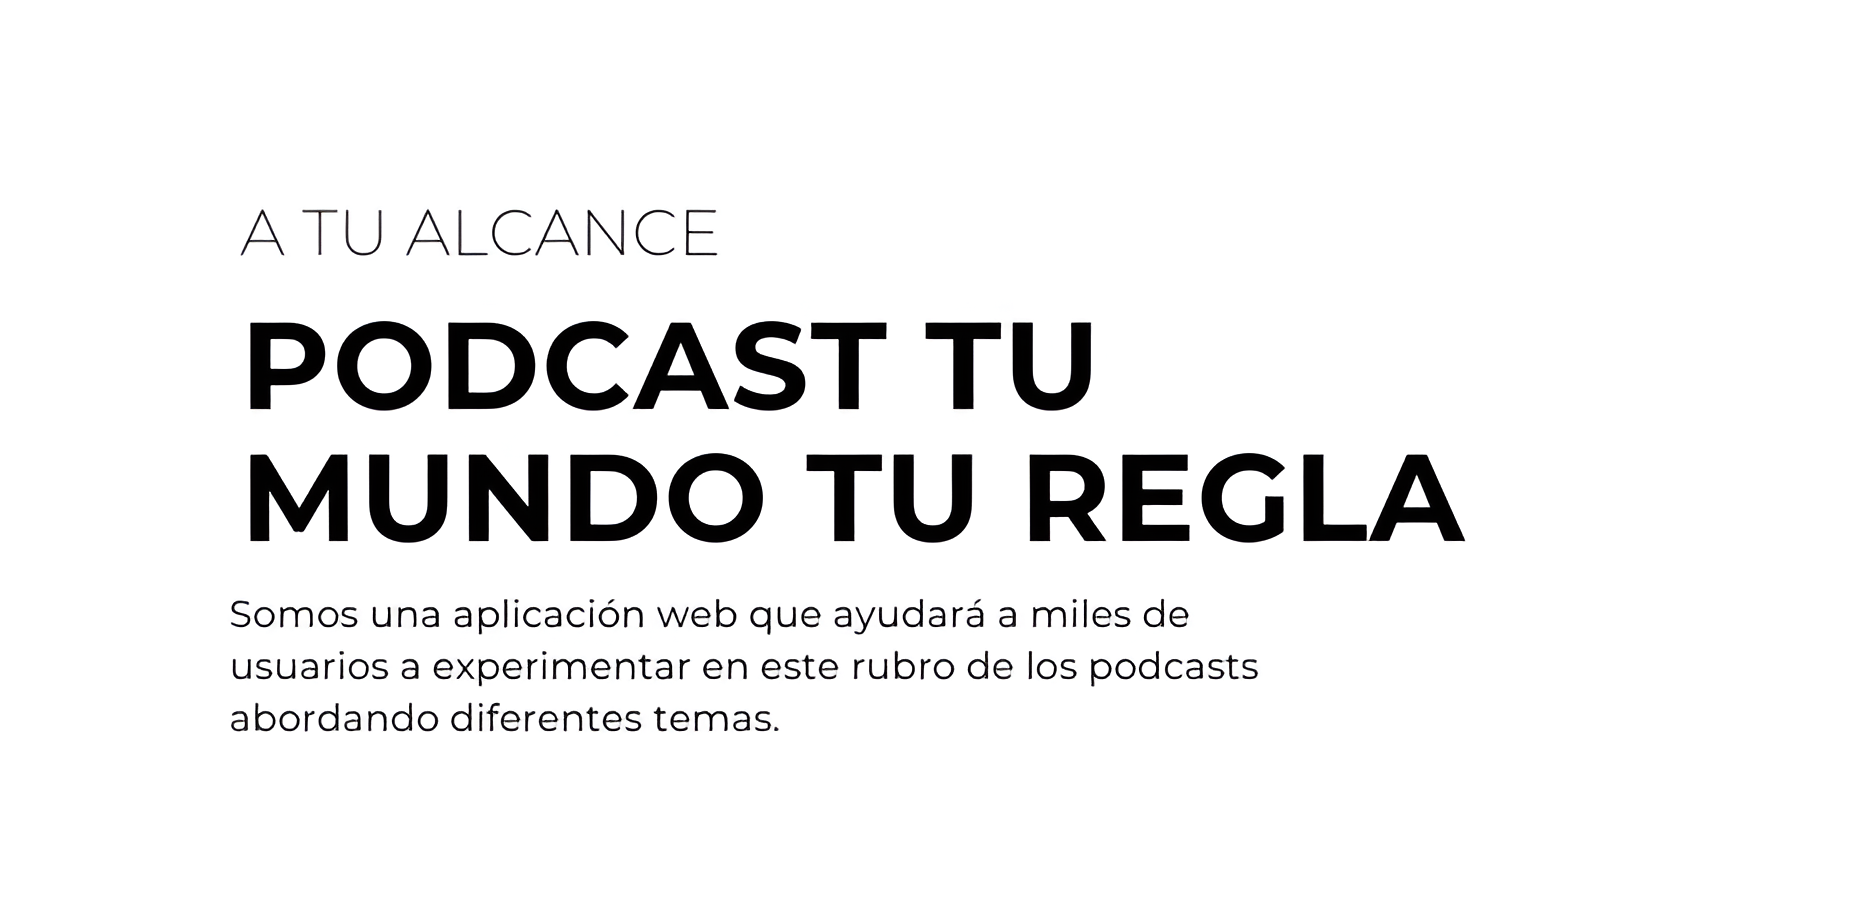 A TU ALCANCE
PODCAST TU
MUNDO TU REGLA
Somos una aplicación web que ayudará a miles de
usuarios a experimentar en este rubro de los podcasts
abordando diferentes temas.